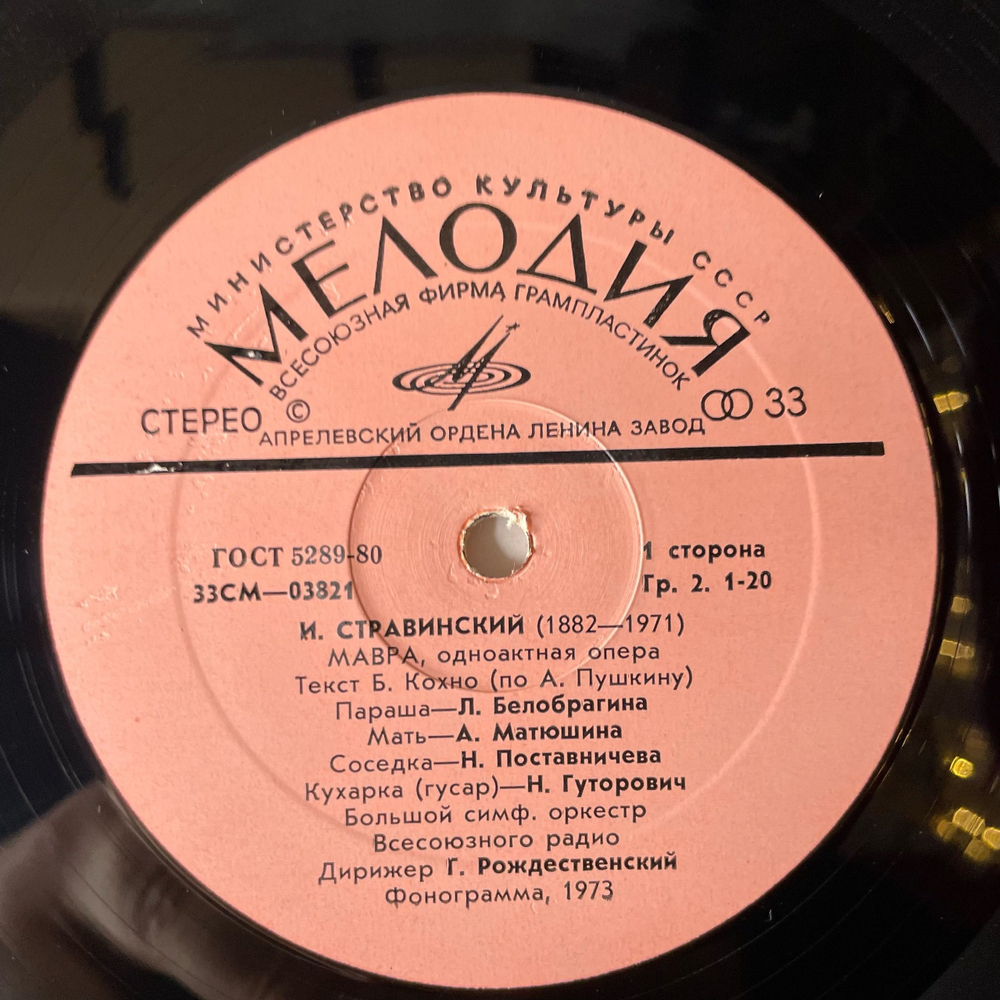 МИНИСТЕРСТВО КУЛЬТУРЫ СССР
МЕЛОДИЯ
ВСЕСОЮЗНАЯ ФИРМА ГРАМПЛАСТИНОК
СТЕРЕО © 33
АПРЕЛЕВСКИЙ ОРДЕНА ЛЕНИНА ЗАВОД
ГОСТ 5289-80 1 сторона
33СМ—03821 Гр. 2. 1-20
И. СТРАВИНСКИЙ (1882—1971)
МАВРА, одноактная опера
Текст Б. Кохно (по А. Пушкину)
Параша—Л. Белобрагина
Мать—А. Матюшина
Соседка—Н. Поставничева
Кухарка (гусар)—Н. Гуторович
Большой симф. оркестр
Всесоюзного радио
Дирижер Г. Рождественский
Фонограмма, 1973